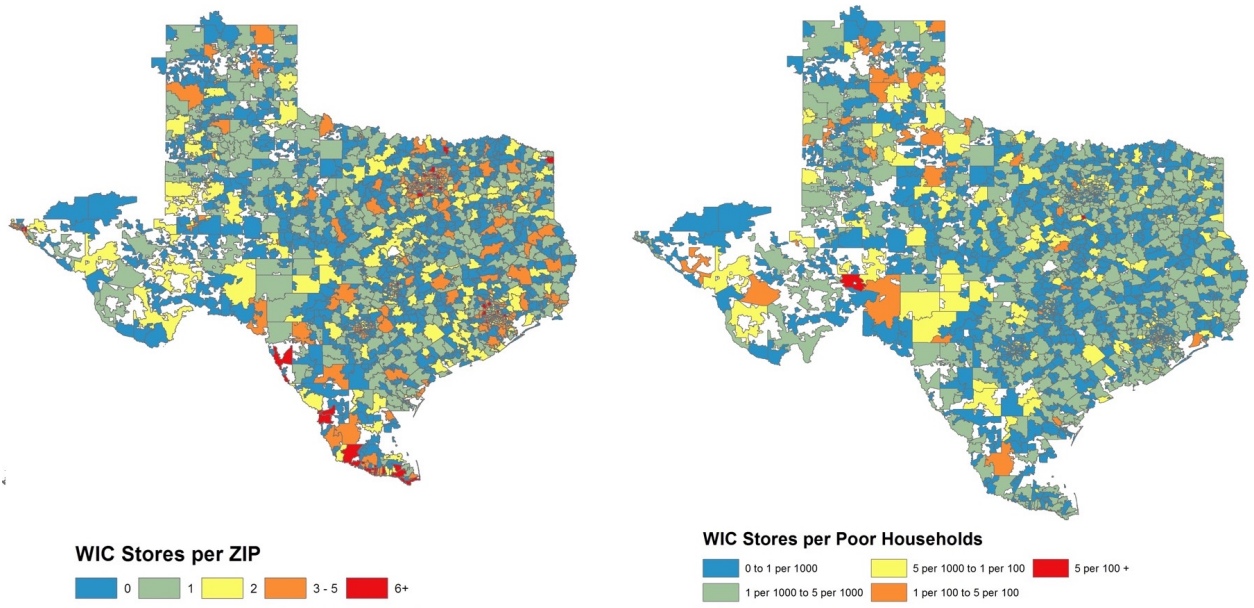 WIC Stores per ZIP
0 1 2 3 - 5 6+
WIC Stores per Poor Households
0 to 1 per 1000 5 per 1000 to 1 per 100 5 per 100 +
1 per 1000 to 5 per 1000 1 per 100 to 5 per 100